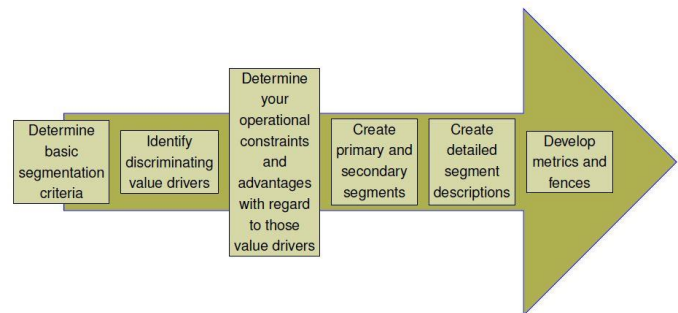 Determine
basic
segmentation
criteria
Identify
discriminating
value drivers
Determine
your
operational
constraints
and
advantages
with regard
to those
value drivers
Create
primary and
secondary
segments
Create
detailed
segment
descriptions
Develop
metrics and
fences